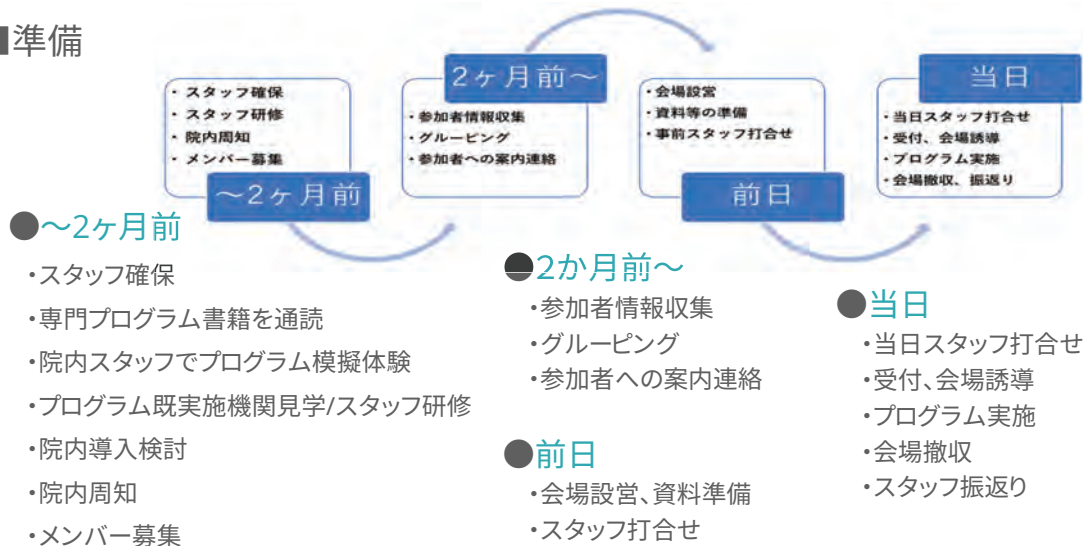 ■準備
・スタッフ確保
・スタッフ研修
・院内周知
・メンバー募集
～2ヶ月前
2ヶ月前～
・参加者情報収集
・グルーピング
・参加者への案内連絡
・会場設営
・資料等の準備
・事前スタッフ打合せ
前日
当日
・当日スタッフ打合せ
・受付、会場誘導
・プログラム実施
・会場撤収、振返り
●～2ヶ月前
・スタッフ確保
・専門プログラム書籍を通読
・院内スタッフでプログラム模擬体験
・プログラム既実施機関見学/スタッフ研修
・院内導入検討
・院内周知
・メンバー募集
●2か月前～
・参加者情報収集
・グルーピング
・参加者への案内連絡
●前日
・会場設営、資料準備
・スタッフ打合せ
●当日
・当日スタッフ打合せ
・受付、会場誘導
・プログラム実施
・会場撤収
・スタッフ振返り